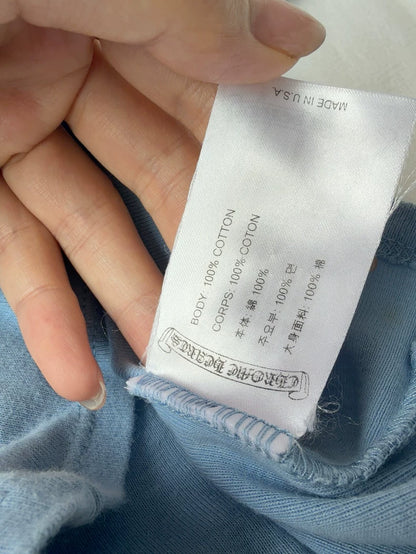 MADE IN U.S.A.
BODY: 100% COTTON
CORPS: 100% COTON
本体: 綿 100%
주요부: 100% 면
大身面料: 100% 棉
CHROME HEARTS